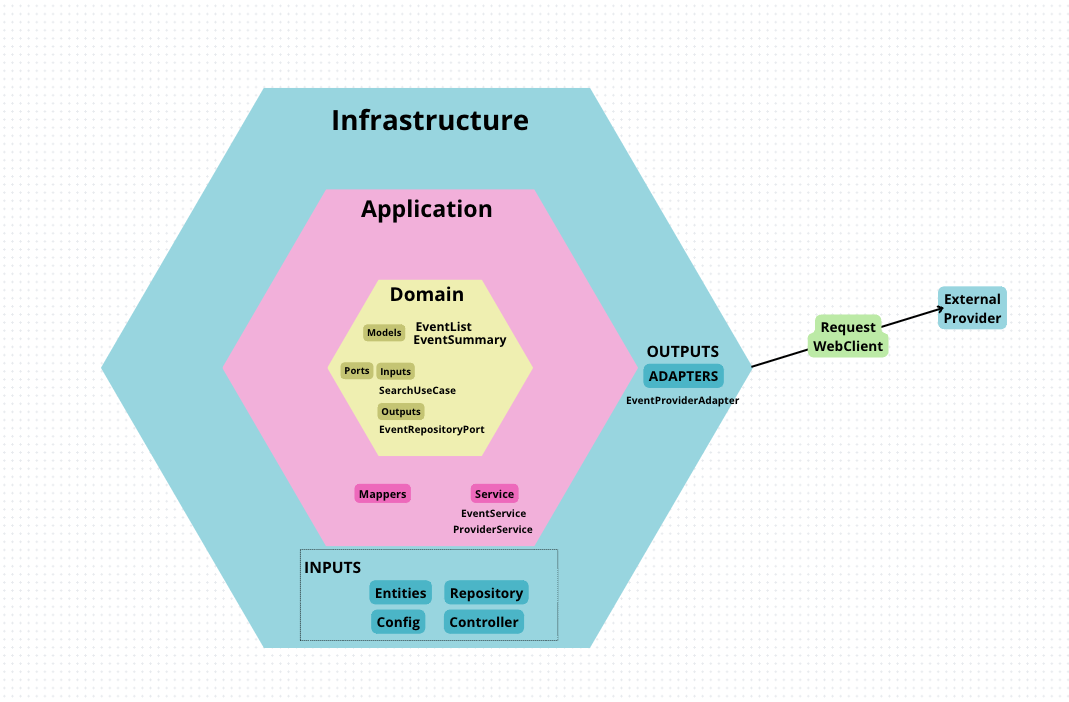 Infrastructure
Application
Domain
Models
EventList
EventSummary
Ports
Inputs
SearchUseCase
Outputs
EventRepositoryPort
Mappers
Service
EventService
ProviderService
INPUTS
Entities
Repository
Config
Controller
OUTPUTS
ADAPTERS
EventProviderAdapter
Request
WebClient
External
Provider